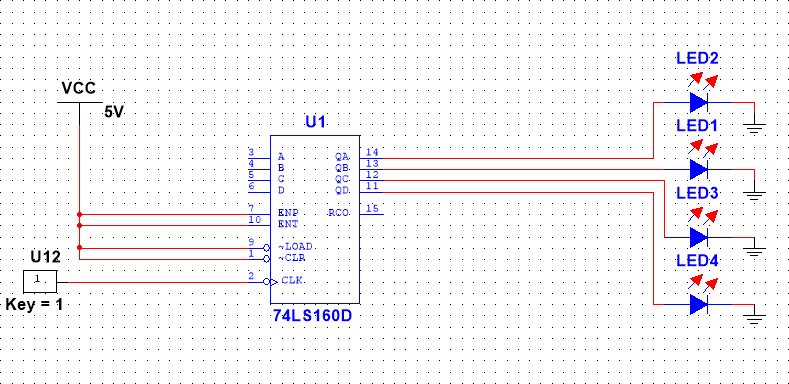 LED2
VCC
5V
U1
LED1
3 A QA 14
4 B QB 13
5 C QC 12
6 D QD 11
LED3
7 ENP RCO 15
10 ENT
9 ~LOAD
1 ~CLR
U12
LED4
1
2 CLK
Key = 1
74LS160D